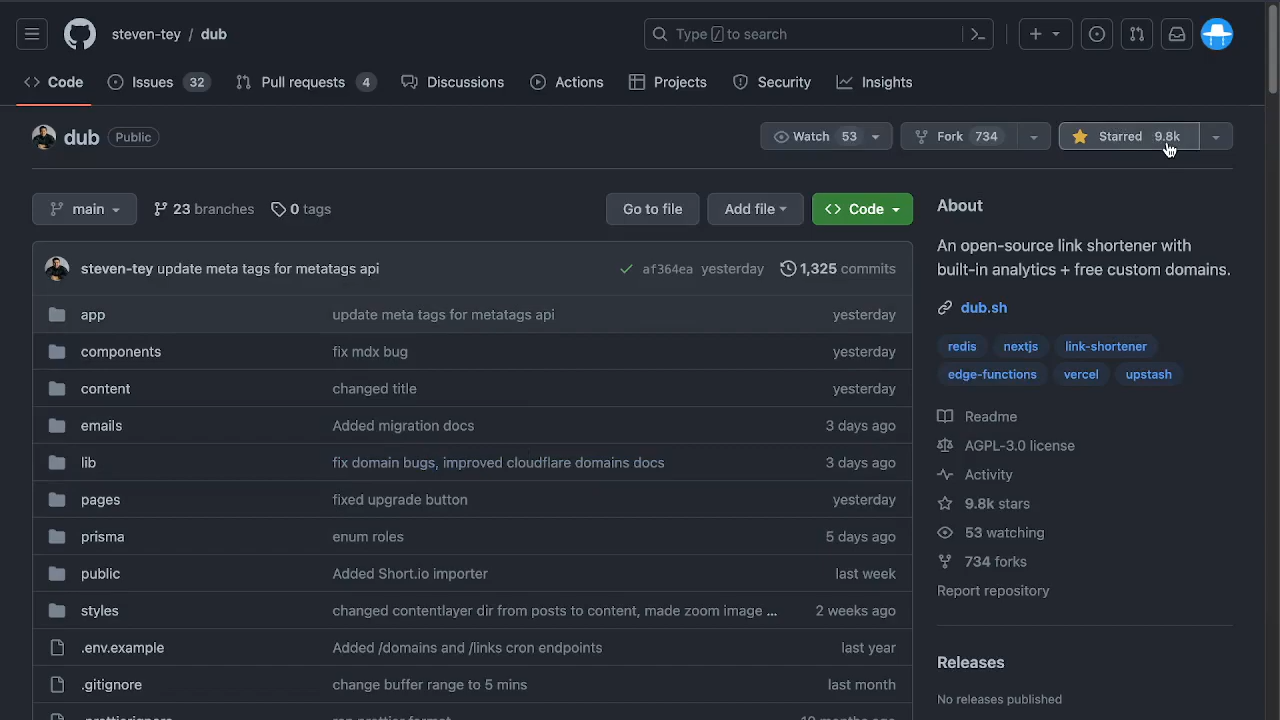 steven-tey / dub
Type / to search
Code
Issues 32
Pull requests 4
Discussions
Actions
Projects
Security
Insights
dub Public
Watch 53
Fork 734
Starred 9.8k
main
23 branches
0 tags
Go to file
Add file
Code
steven-tey update meta tags for metatags api af364ea yesterday 1,325 commits
app update meta tags for metatags api yesterday
components fix mdx bug yesterday
content changed title yesterday
emails Added migration docs 3 days ago
lib fix domain bugs, improved cloudflare domains docs 3 days ago
pages fixed upgrade button yesterday
prisma enum roles 5 days ago
public Added Short.io importer last week
styles changed contentlayer dir from posts to content, made zoom image ... 2 weeks ago
.env.example Added /domains and /links cron endpoints last year
.gitignore change buffer range to 5 mins last month
About
An open-source link shortener with
built-in analytics + free custom domains.
dub.sh
redis nextjs link-shortener
edge-functions vercel upstash
Readme
AGPL-3.0 license
Activity
9.8k stars
53 watching
734 forks
Report repository
Releases
No releases published